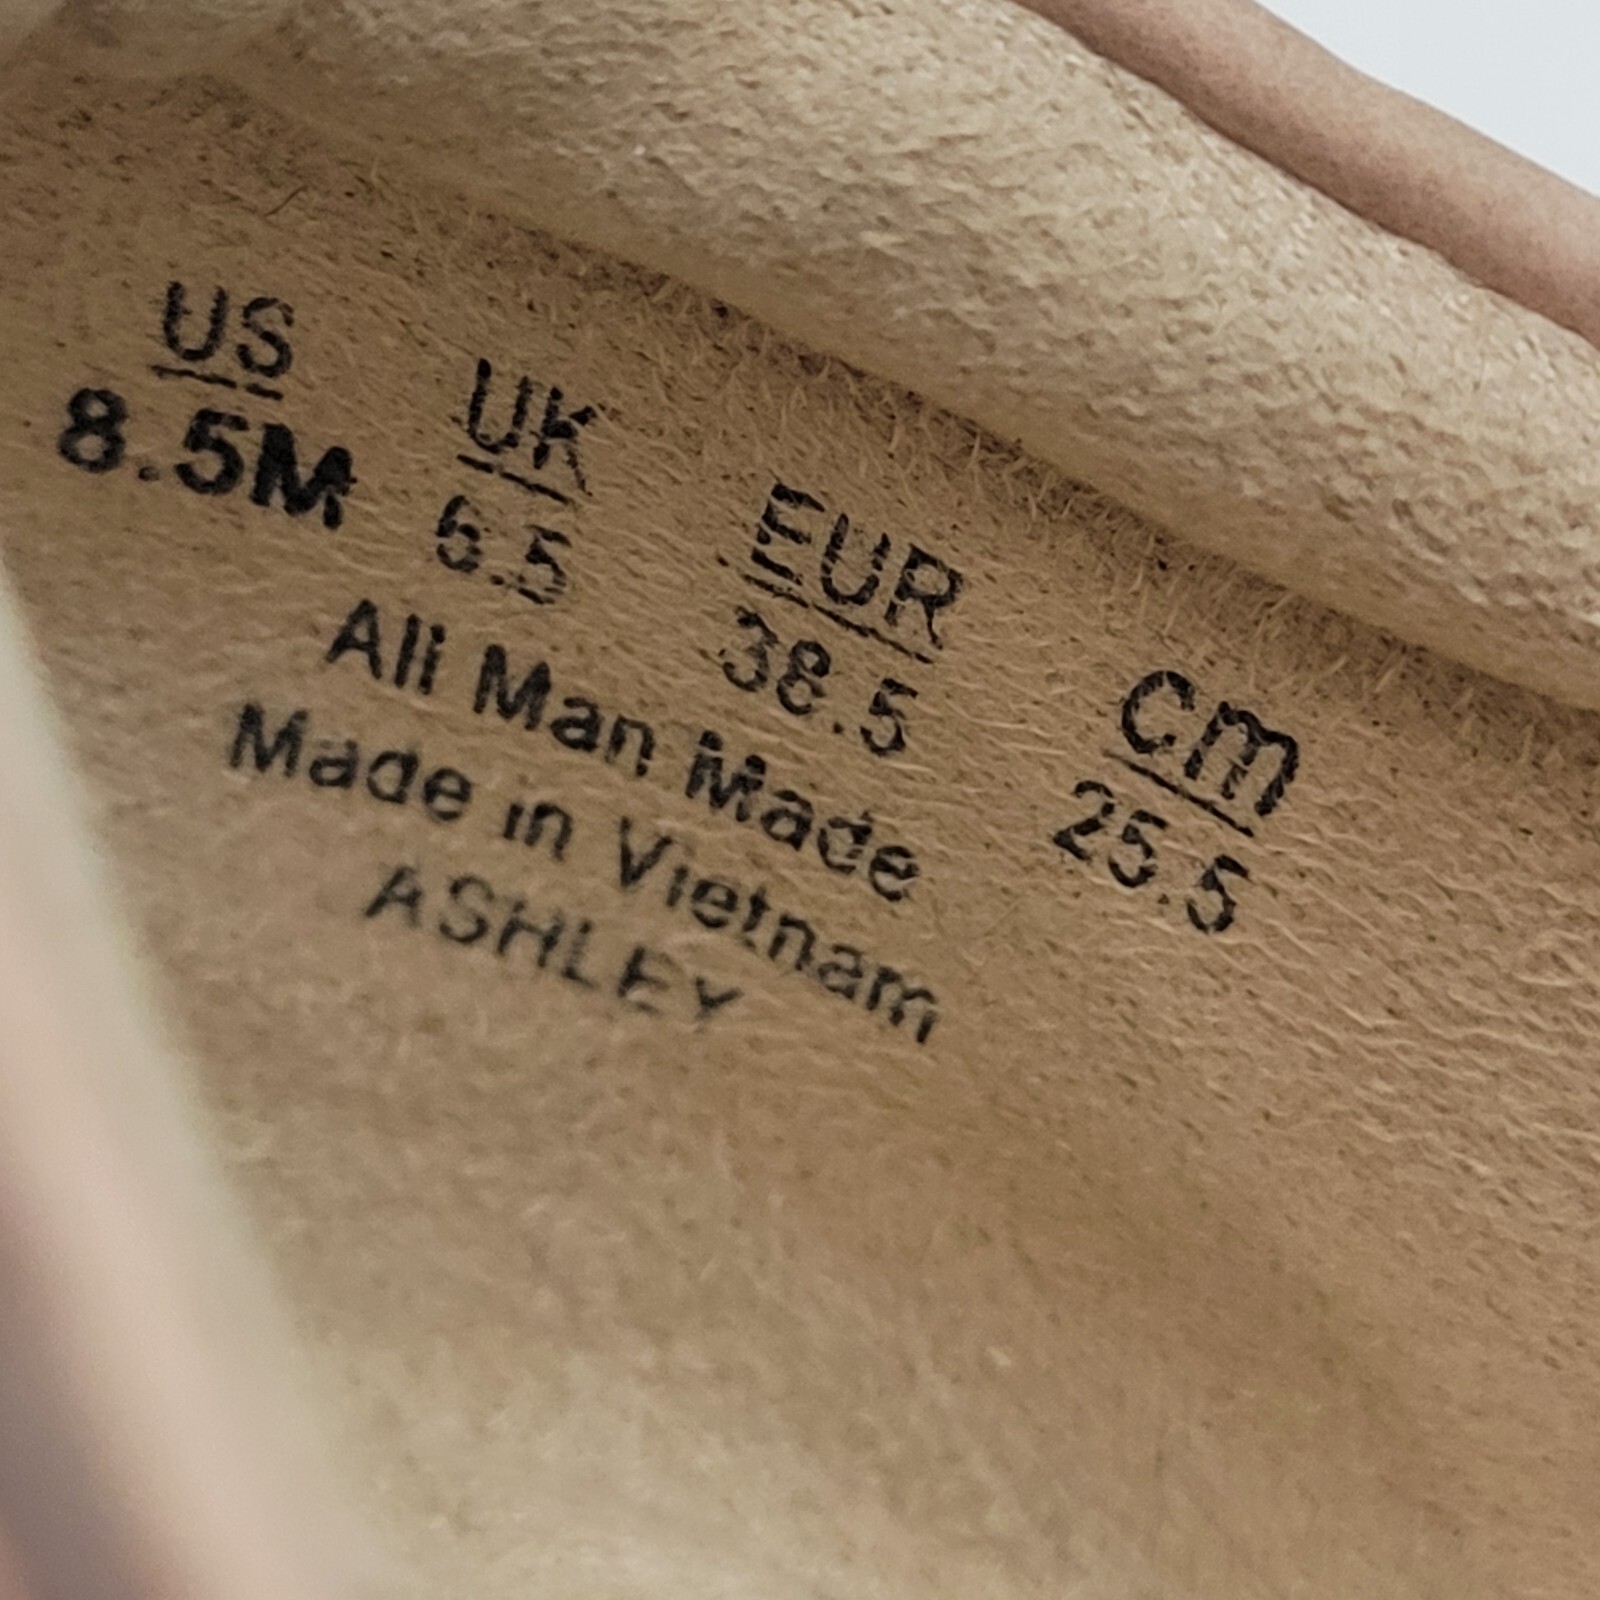 US UK EUR cm
8.5M 6.5 38.5 25.5
All Man Made
Made in Vietnam
ASHLEY